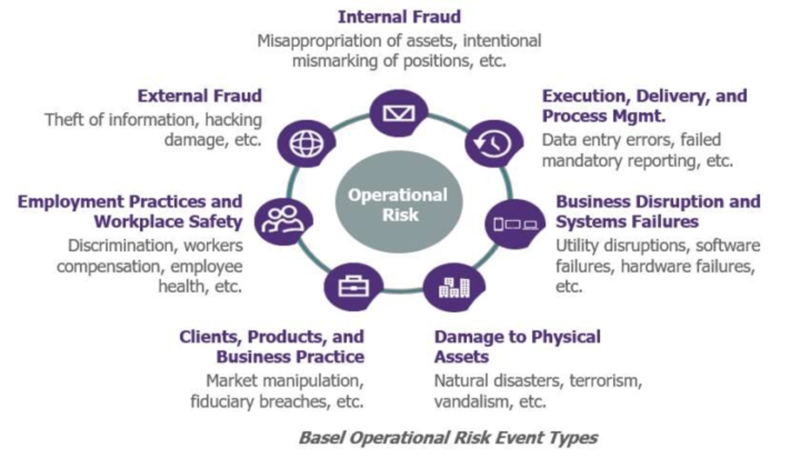 Internal Fraud
Misappropriation of assets, intentional
mismarking of positions, etc.
External Fraud
Theft of information, hacking
damage, etc.
Execution, Delivery, and
Process Mgmt.
Data entry errors, failed
mandatory reporting, etc.
Operational
Risk
Employment Practices and
Workplace Safety
Discrimination, workers
compensation, employee
health, etc.
Business Disruption and
Systems Failures
Utility disruptions, software
failures, hardware failures,
etc.
Clients, Products, and
Business Practice
Market manipulation,
fiduciary breaches, etc.
Damage to Physical
Assets
Natural disasters, terrorism,
vandalism, etc.
Basel Operational Risk Event Types